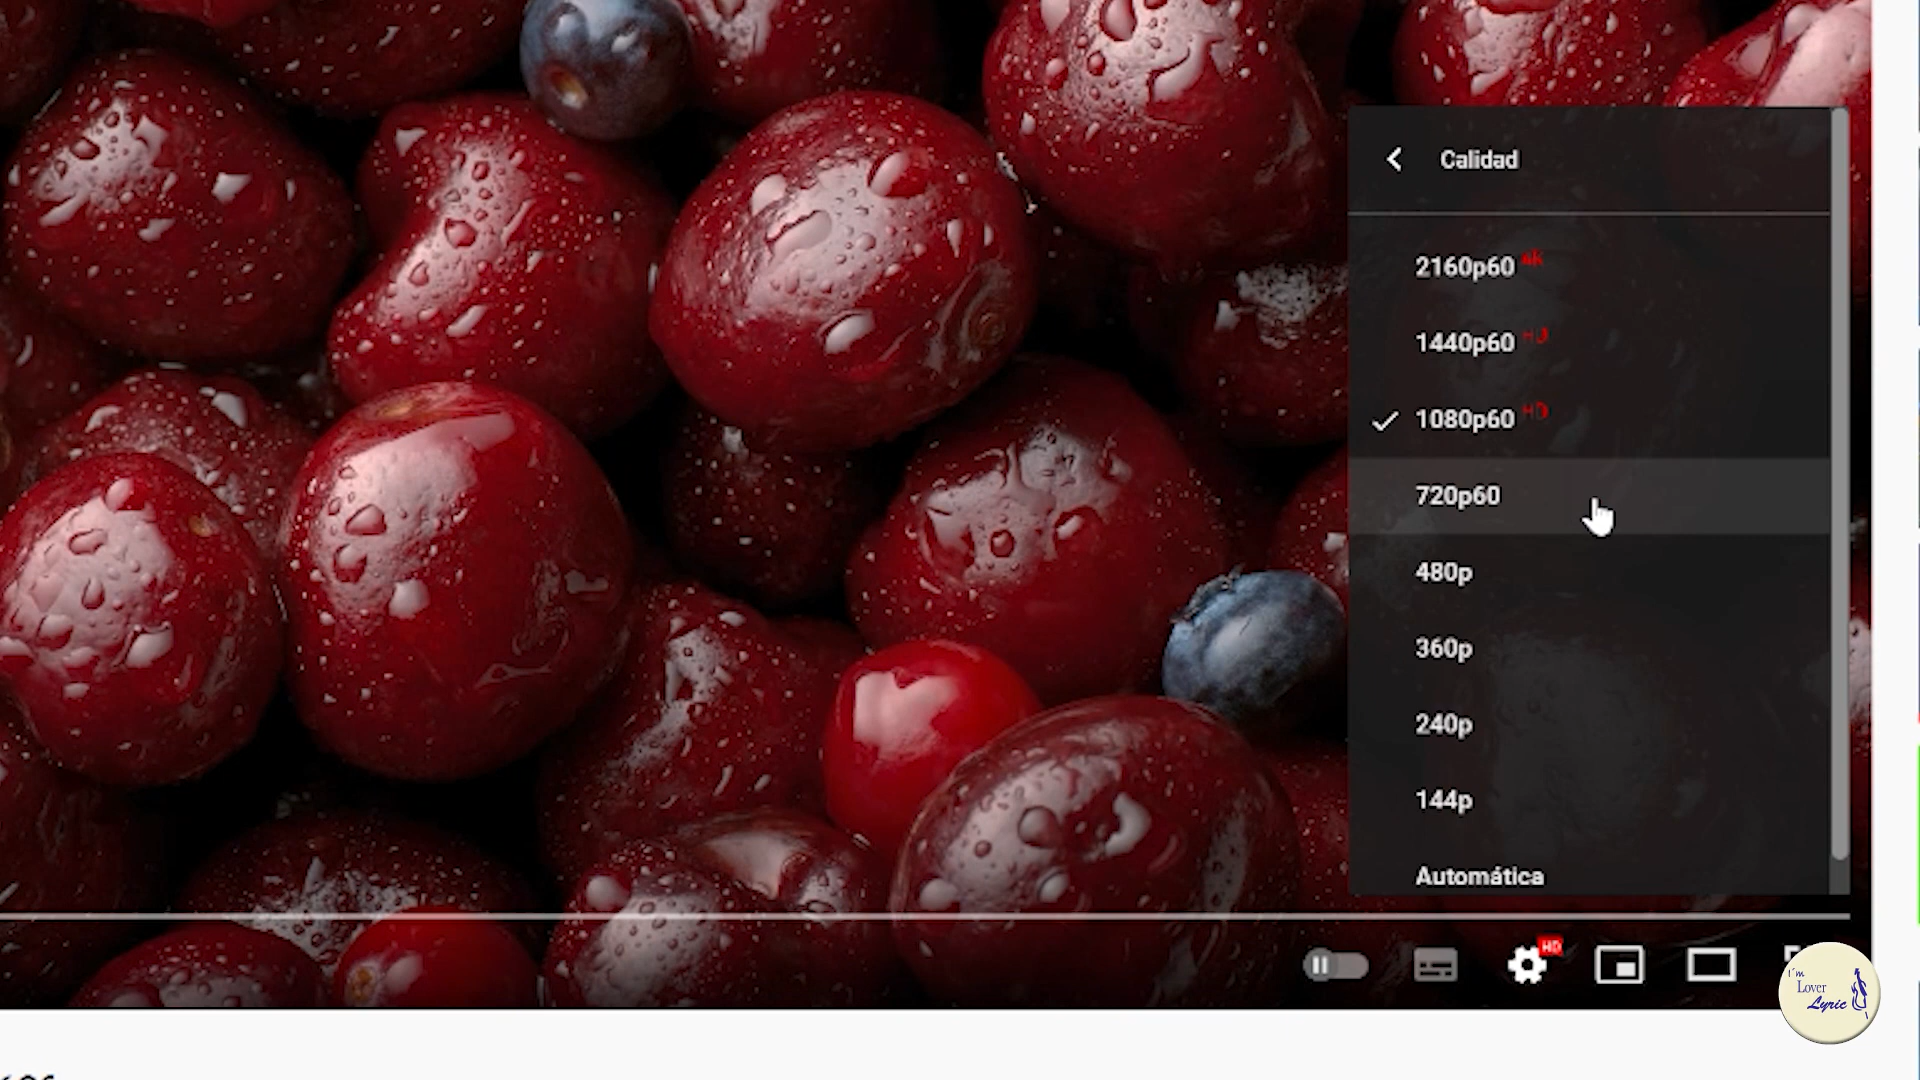 Calidad
2160p60 4K
1440p60 HD
1080p60 HD
720p60
480p
360p
240p
144p
Automática
HD
I´m
Lover
Lyric